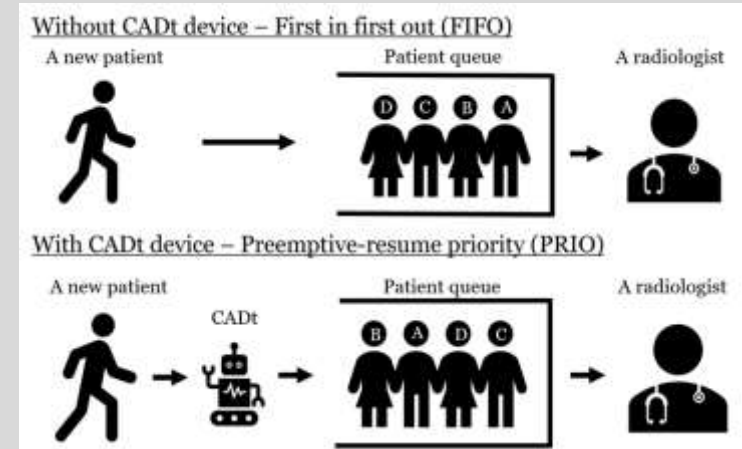 Without CADt device – First in first out (FIFO)
A new patient Patient queue A radiologist
D C B A
With CADt device – Preemptive-resume priority (PRIO)
A new patient Patient queue A radiologist
CADt
B A D C